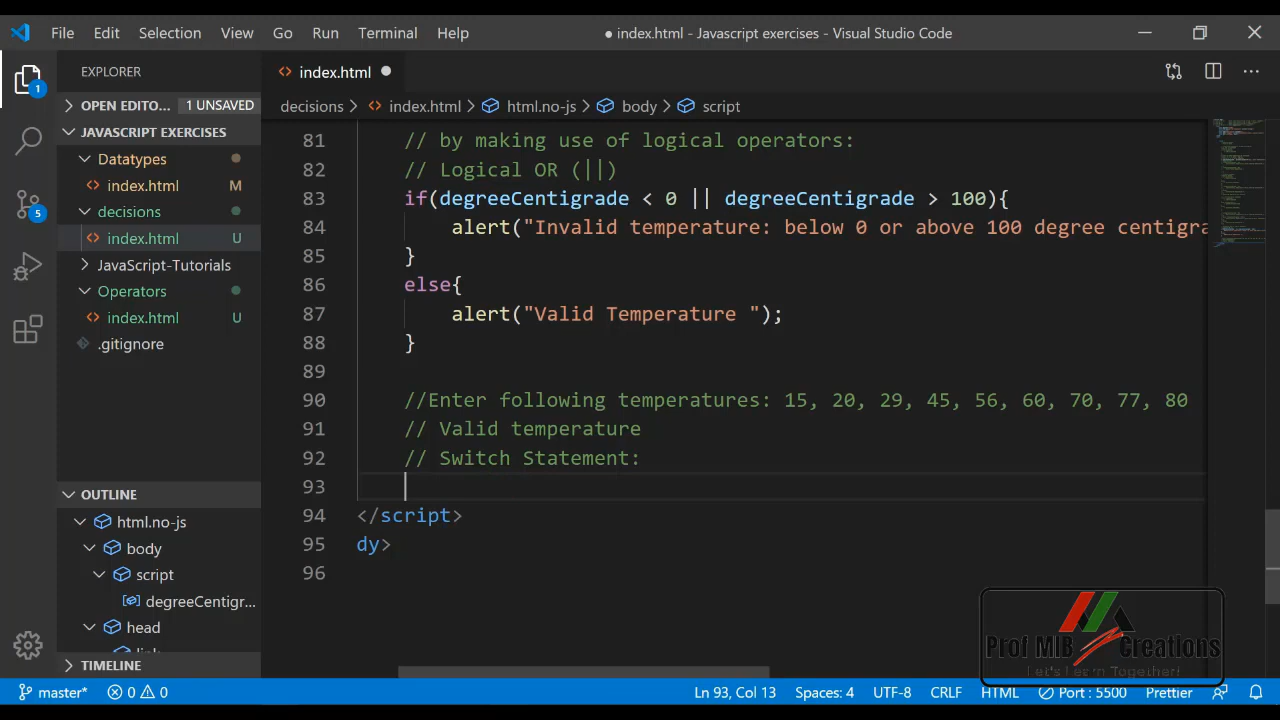 File Edit Selection View Go Run Terminal Help ● index.html - Javascript exercises - Visual Studio Code
EXPLORER
index.html
OPEN EDITO... 1 UNSAVED
decisions > index.html > html.no-js > body > script
JAVASCRIPT EXERCISES
Datatypes
index.html M
decisions
index.html U
JavaScript-Tutorials
Operators
index.html U
.gitignore
81 // by making use of logical operators:
82 // Logical OR (||)
83 if(degreeCentigrade < 0 || degreeCentigrade > 100){
84 alert("Invalid temperature: below 0 or above 100 degree centigra
85 }
86 else{
87 alert("Valid Temperature ");
88 }
89
90 //Enter following temperatures: 15, 20, 29, 45, 56, 60, 70, 77, 80
91 // Valid temperature
92 // Switch Statement:
93
94 </script>
95 dy>
96
OUTLINE
html.no-js
body
script
degreeCentigr...
head
link
TIMELINE
1
5
Prof MIB Creations
Let's Learn Together!
master* 0 0 Ln 93, Col 13 Spaces: 4 UTF-8 CRLF HTML Port : 5500 Prettier